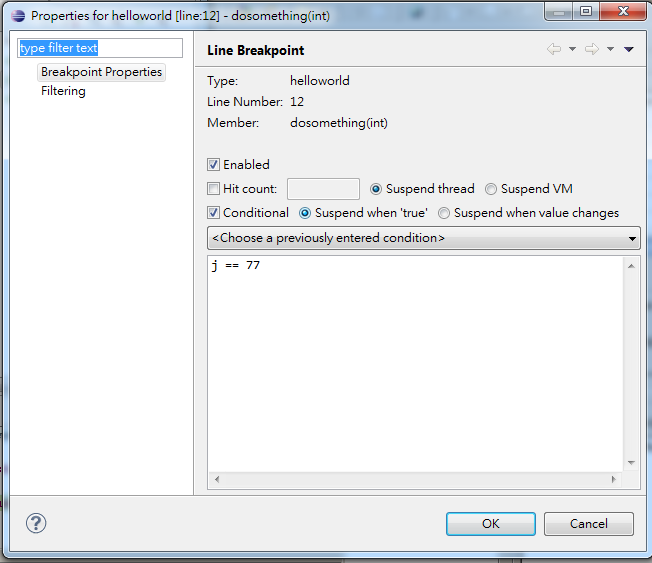 Properties for helloworld [line:12] - dosomething(int)
type filter text
Breakpoint Properties
Filtering
Line Breakpoint
Type: helloworld
Line Number: 12
Member: dosomething(int)
Enabled
Hit count: Suspend thread Suspend VM
Conditional Suspend when 'true' Suspend when value changes
<Choose a previously entered condition>
j == 77
? OK Cancel